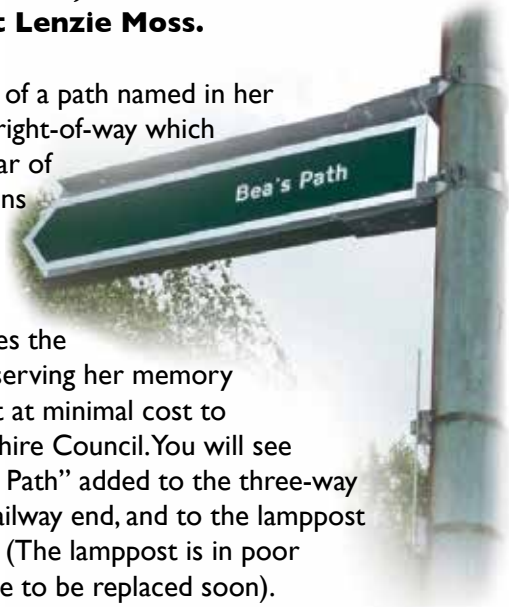 t Lenzie Moss.
of a path named in her
right-of-way which
ar of
ns
Bea's Path
es the
serving her memory
t at minimal cost to
hire Council. You will see
Path” added to the three-way
ailway end, and to the lamppost
(The lamppost is in poor
e to be replaced soon).